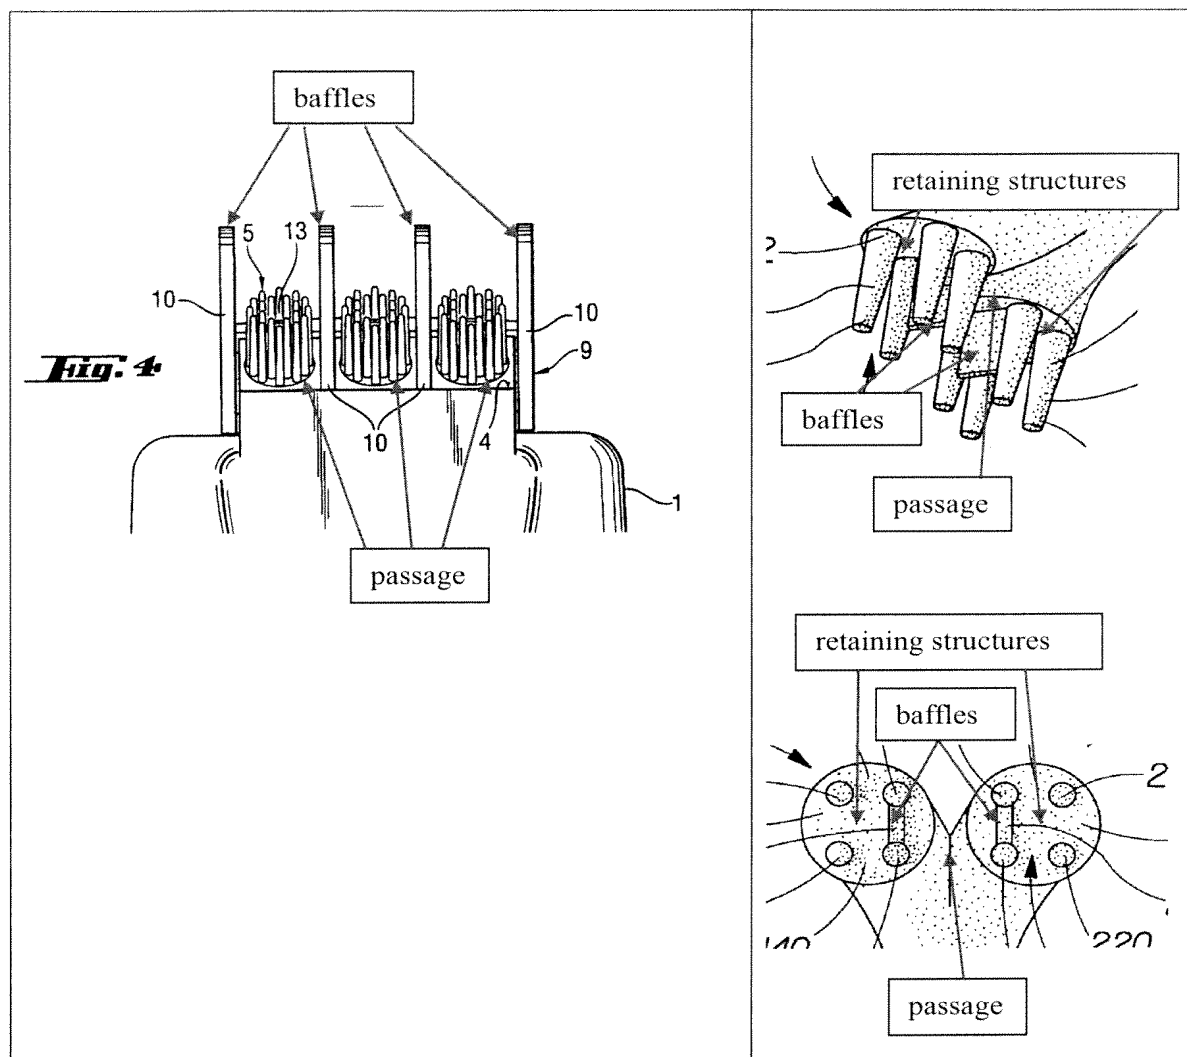 baffles
5
13
10
10
9
Fig. 4
10
4
1
passage
retaining structures
2
baffles
passage
retaining structures
baffles
2
220
passage